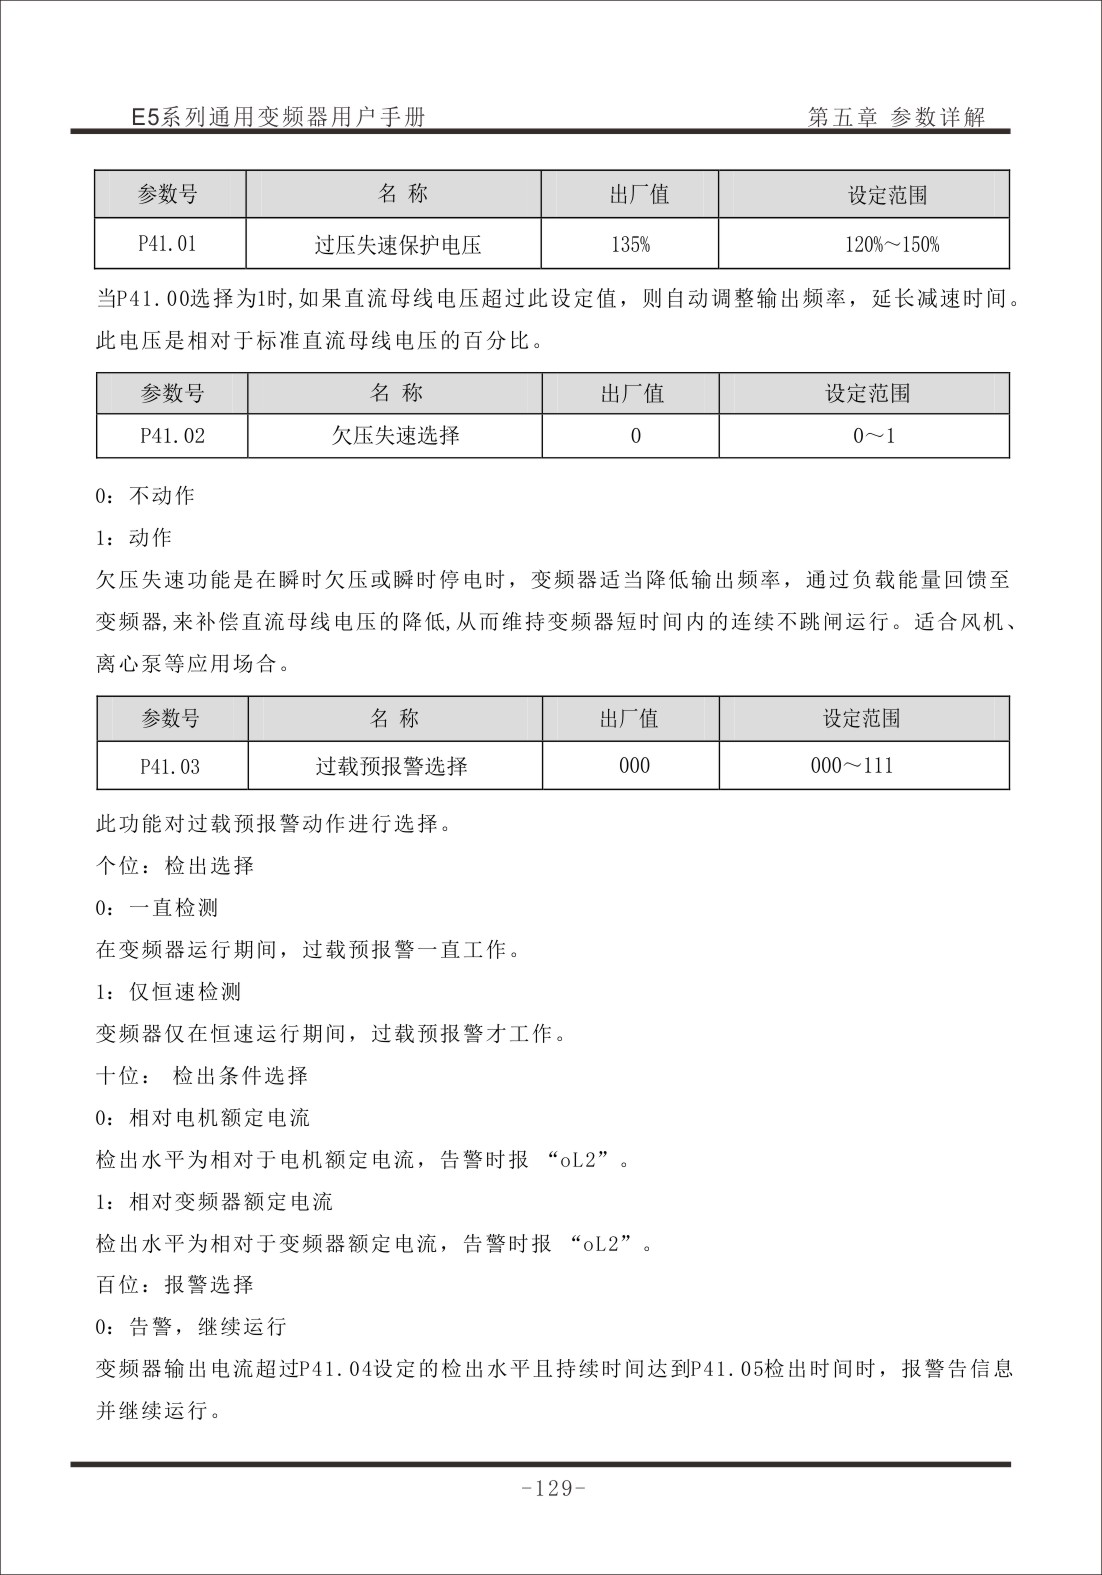 E5系列通用变频器用户手册 第五章 参数详解
参数号 名 称 出厂值 设定范围
P41.01 过压失速保护电压 135% 120%～150%
当P41.00选择为1时,如果直流母线电压超过此设定值，则自动调整输出频率，延长减速时间。
此电压是相对于标准直流母线电压的百分比。
参数号 名 称 出厂值 设定范围
P41.02 欠压失速选择 0 0～1
0：不动作
1：动作
欠压失速功能是在瞬时欠压或瞬时停电时，变频器适当降低输出频率，通过负载能量回馈至
变频器,来补偿直流母线电压的降低,从而维持变频器短时间内的连续不跳闸运行。适合风机、
离心泵等应用场合。
参数号 名 称 出厂值 设定范围
P41.03 过载预报警选择 000 000～111
此功能对过载预报警动作进行选择。
个位：检出选择
0：一直检测
在变频器运行期间，过载预报警一直工作。
1：仅恒速检测
变频器仅在恒速运行期间，过载预报警才工作。
十位： 检出条件选择
0：相对电机额定电流
检出水平为相对于电机额定电流，告警时报 “oL2”。
1：相对变频器额定电流
检出水平为相对于变频器额定电流，告警时报 “oL2”。
百位：报警选择
0：告警，继续运行
变频器输出电流超过P41.04设定的检出水平且持续时间达到P41.05检出时间时，报警告信息
并继续运行。
-129-